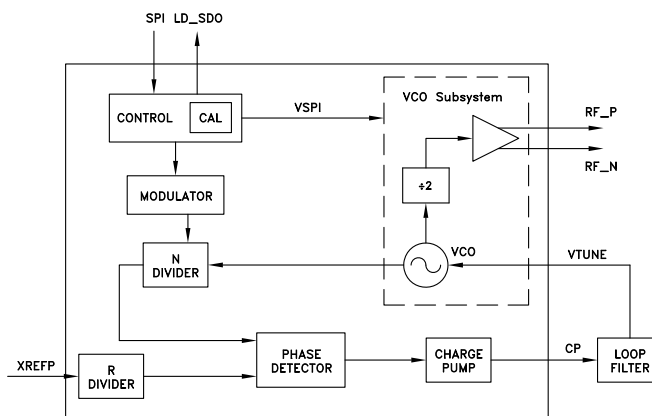 SPI LD_SDO
CONTROL
CAL
VSPI
VCO Subsystem
RF_P
RF_N
÷2
MODULATOR
N
DIVIDER
VCO
VTUNE
XREFP
R
DIVIDER
PHASE
DETECTOR
CHARGE
PUMP
CP
LOOP
FILTER